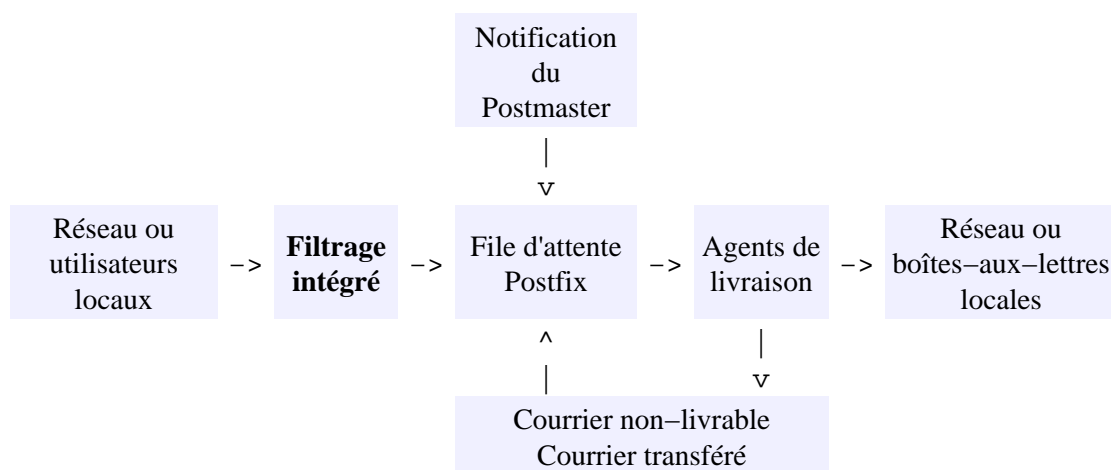 Notification
du
Postmaster
|
v
Réseau ou
utilisateurs
locaux
−>
Filtrage
intégré
−>
File d'attente
Postfix
−>
Agents de
livraison
−>
Réseau ou
boîtes−aux−lettres
locales
^
|
|
v
Courrier non−livrable
Courrier transféré